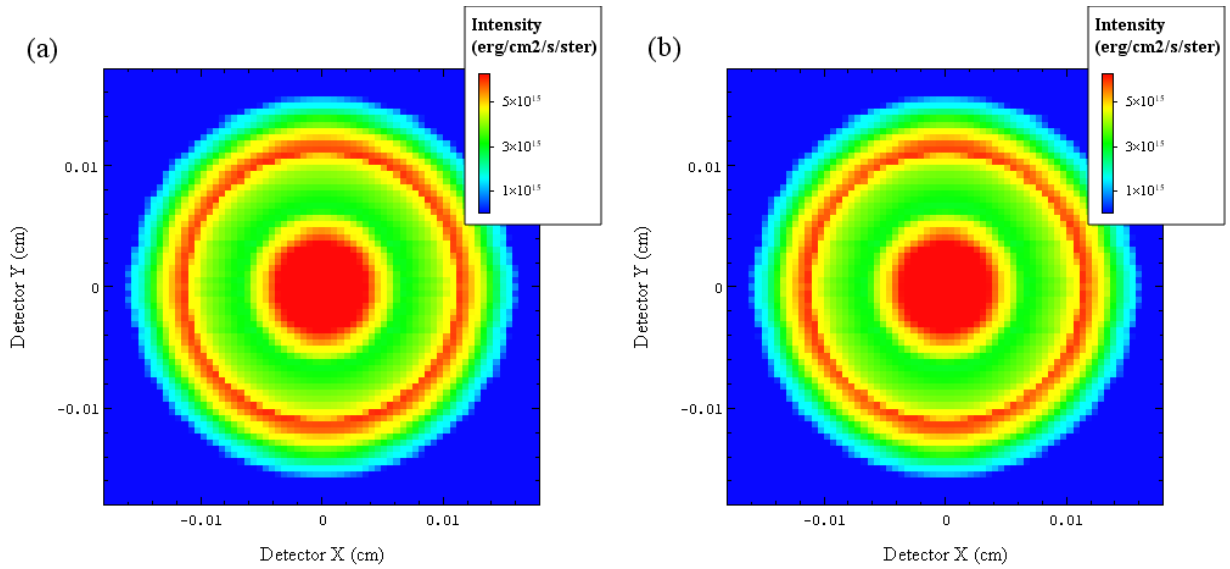 (a)
Intensity
(erg/cm2/s/ster)
5×10¹⁵
3×10¹⁵
1×10¹⁵
0.01
0
-0.01
Detector Y (cm)
-0.01
0
0.01
Detector X (cm)
(b)
Intensity
(erg/cm2/s/ster)
5×10¹⁵
3×10¹⁵
1×10¹⁵
0.01
0
-0.01
Detector Y (cm)
-0.01
0
0.01
Detector X (cm)